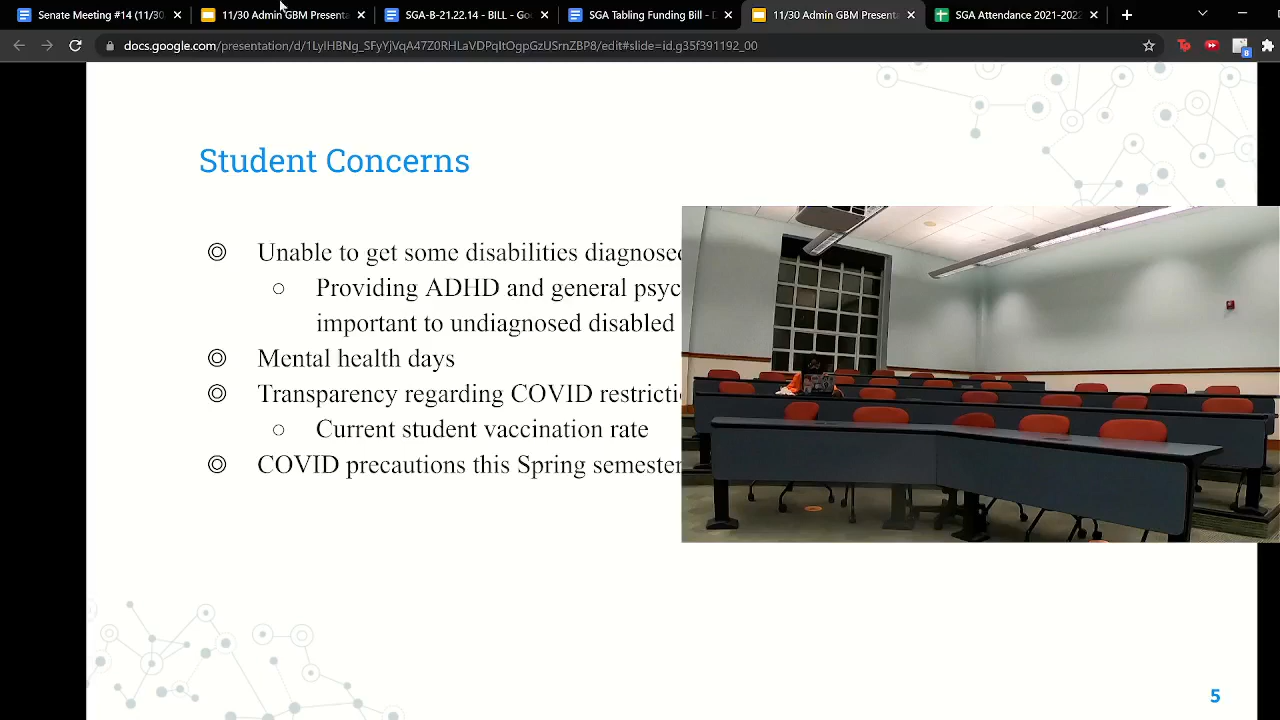 Senate Meeting #14 (11/30,
11/30 Admin GBM Presenta
SGA-B-21.22.14 - BILL - Goo
SGA Tabling Funding Bill - D
11/30 Admin GBM Presenta
SGA Attendance 2021-2022
docs.google.com/presentation/d/1LylHBNg_SFyYjVqA47Z0RHLaVDPqItOgpGzUSrnZBP8/edit#slide=id.g35f391192_00
8
Student Concerns
Unable to get some disabilities diagnosed
Providing ADHD and general psyc
important to undiagnosed disabled
Mental health days
Transparency regarding COVID restricti
Current student vaccination rate
COVID precautions this Spring semester
5